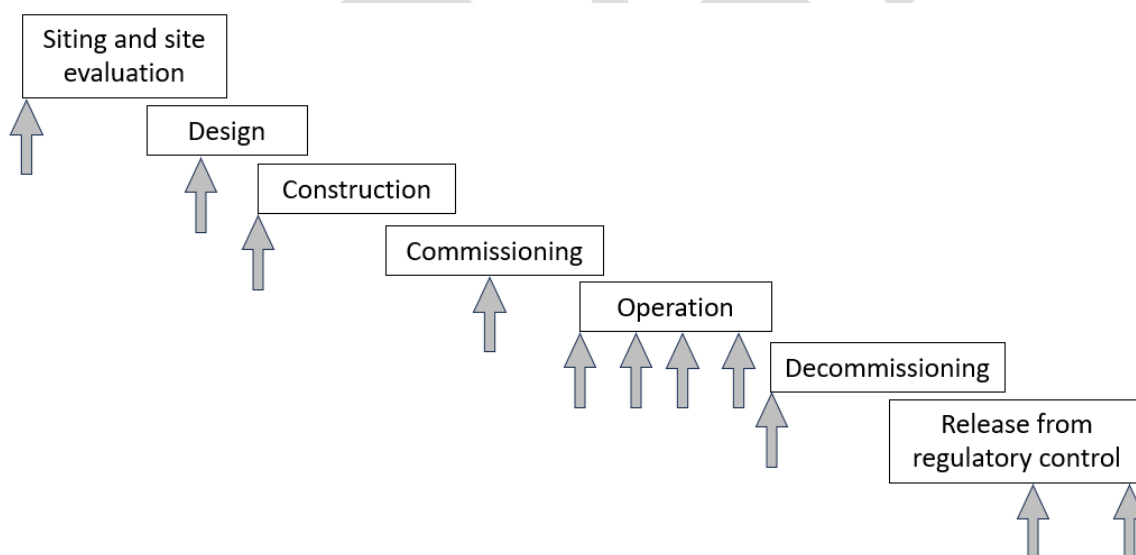 Siting and site
evaluation
Design
Construction
Commissioning
Operation
Decommissioning
Release from
regulatory control